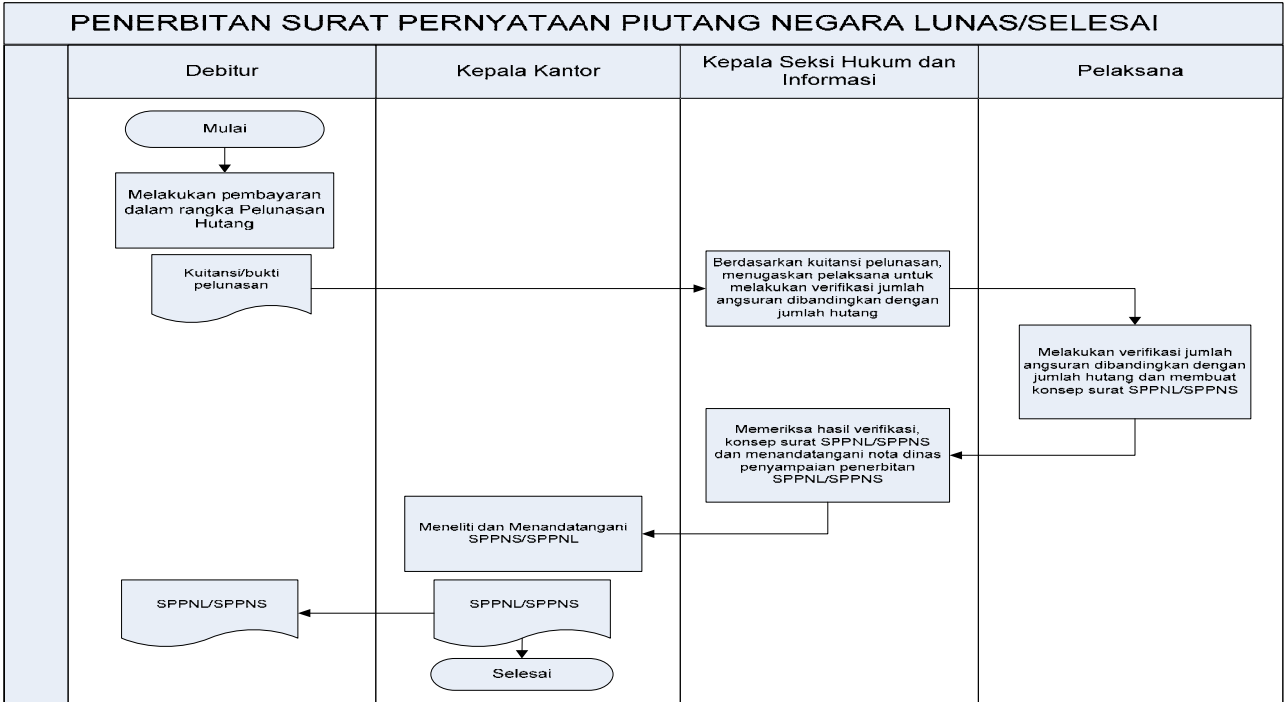 PENERBITAN SURAT PERNYATAAN PIUTANG NEGARA LUNAS/SELESAI
Debitur
Kepala Kantor
Kepala Seksi Hukum dan
Informasi
Pelaksana
Mulai
Melakukan pembayaran
dalam rangka Pelunasan
Hutang
Kuitansi/bukti
pelunasan
Berdasarkan kuitansi pelunasan,
menugaskan pelaksana untuk
melakukan verifikasi jumlah
angsuran dibandingkan dengan
jumlah hutang
Melakukan verifikasi jumlah
angsuran dibandingkan dengan
jumlah hutang dan membuat
konsep surat SPPNL/SPPNS
Memeriksa hasil verifikasi,
konsep surat SPPNL/SPPNS
dan menandatangani nota dinas
penyampaian penerbitan
SPPNL/SPPNS
Meneliti dan Menandatangani
SPPNS/SPPNL
SPPNL/SPPNS
SPPNL/SPPNS
Selesai